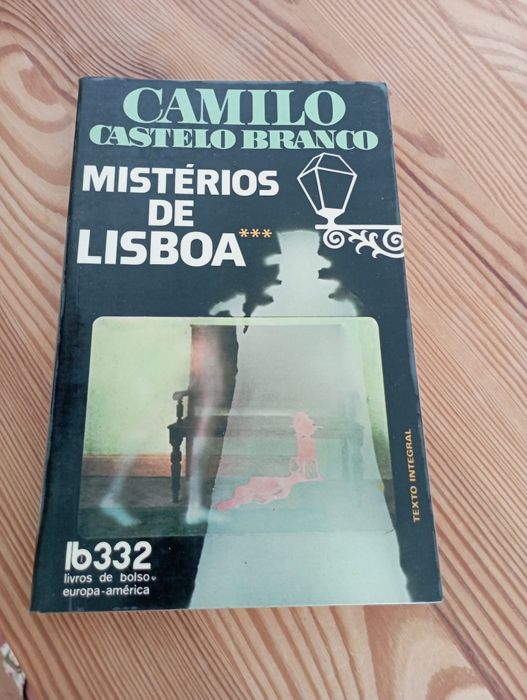 CAMILO
CASTELO BRANCO
MISTÉRIOS
DE
LISBOA***
TEXTO INTEGRAL
lb332
livros de bolso
europa-américa